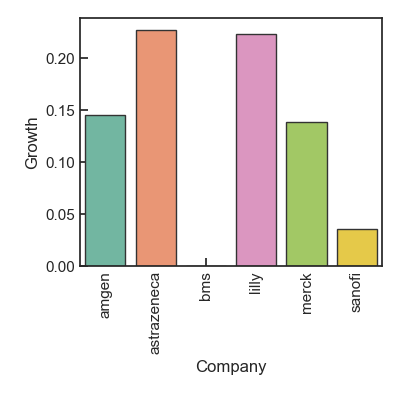 Growth
0.20
0.15
0.10
0.05
0.00
amgen
astrazeneca
bms
lilly
merck
sanofi
Company